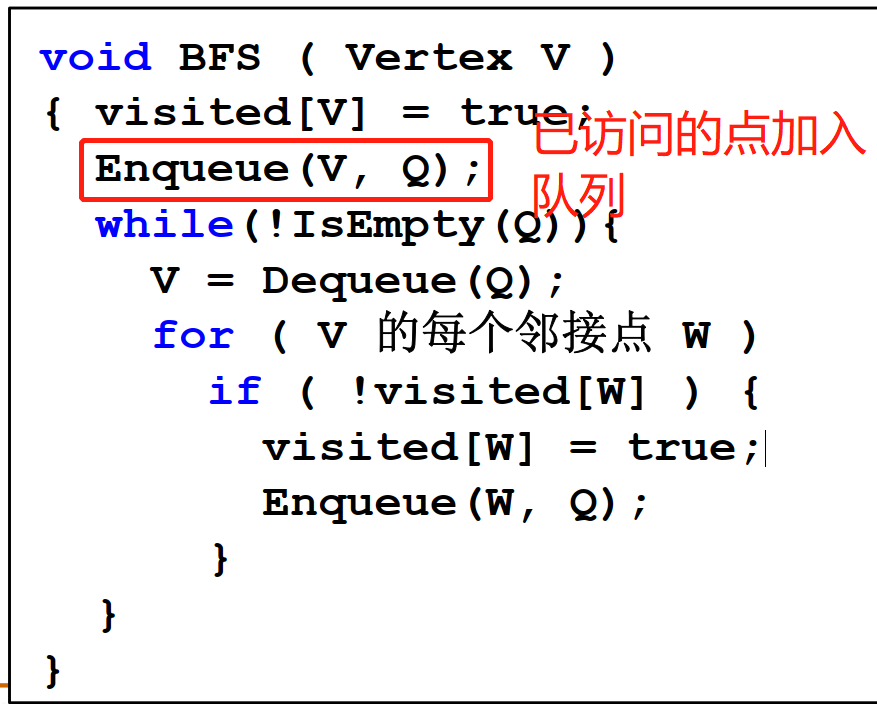 void BFS ( Vertex V )
{ visited[V] = true;
已访问的点加入
队列
Enqueue(V, Q);
while(!IsEmpty(Q)){
V = Dequeue(Q);
for ( V 的每个邻接点 W )
if ( !visited[W] ) {
visited[W] = true;
Enqueue(W, Q);
}
}
}